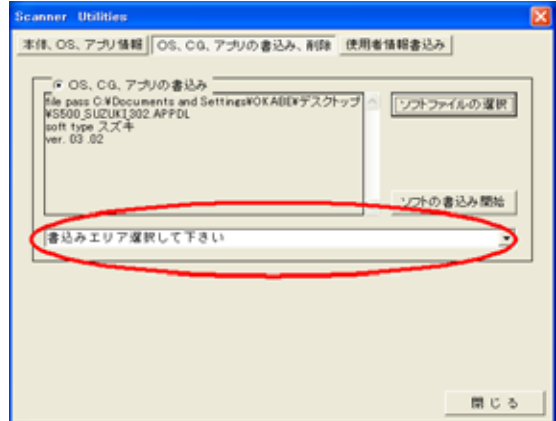 Scanner Utilities
本体、OS、アプリ情報 OS、CG、アプリの書込み、削除 使用者情報書込み
OS、CG、アプリの書込み
file pass C:¥Documents and Settings¥OKABE¥デスクトップ
¥S500_SUZUKI_302.APPDL
soft type スズキ
ver. 03 .02
ソフトファイルの選択
ソフトの書込み開始
書込みエリア選択して下さい
閉じる